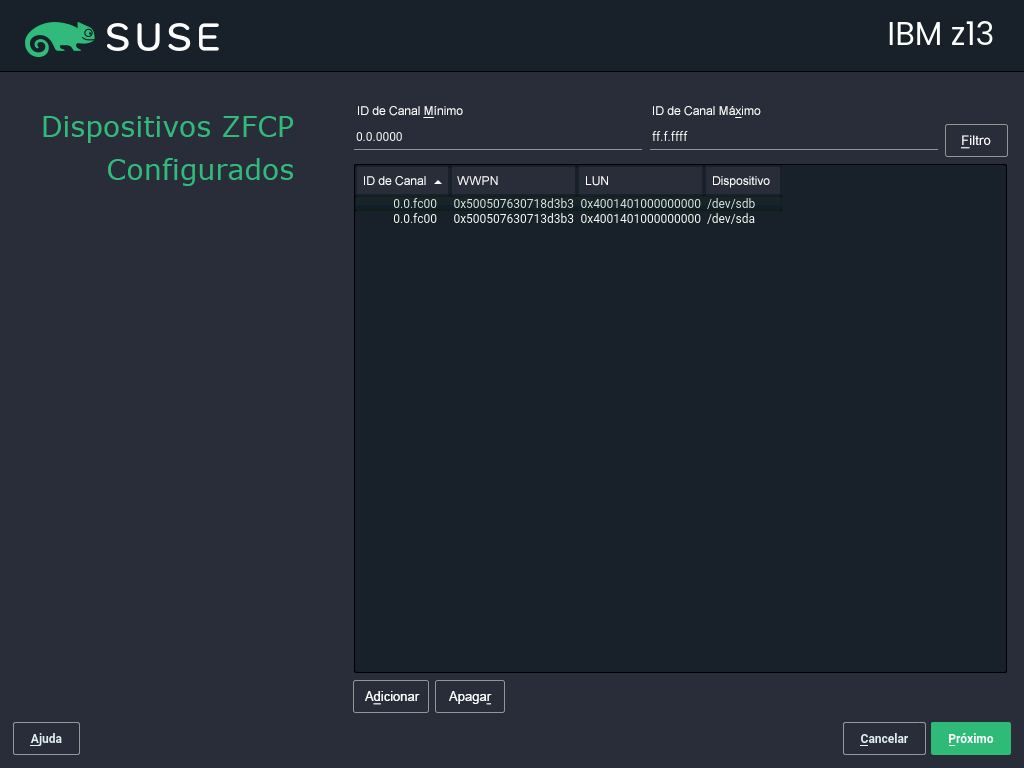 SUSE
IBM z13
Dispositivos ZFCP
Configurados
ID de Canal Mínimo
ID de Canal Máximo
0.0.0000
ff.f.ffff
Filtro
ID de Canal WWPN LUN Dispositivo
0.0.fc00 0x500507630718d3b3 0x4001401000000000 /dev/sdb
0.0.fc00 0x500507630713d3b3 0x4001401000000000 /dev/sda
Adicionar Apagar
Ajuda Cancelar Próximo